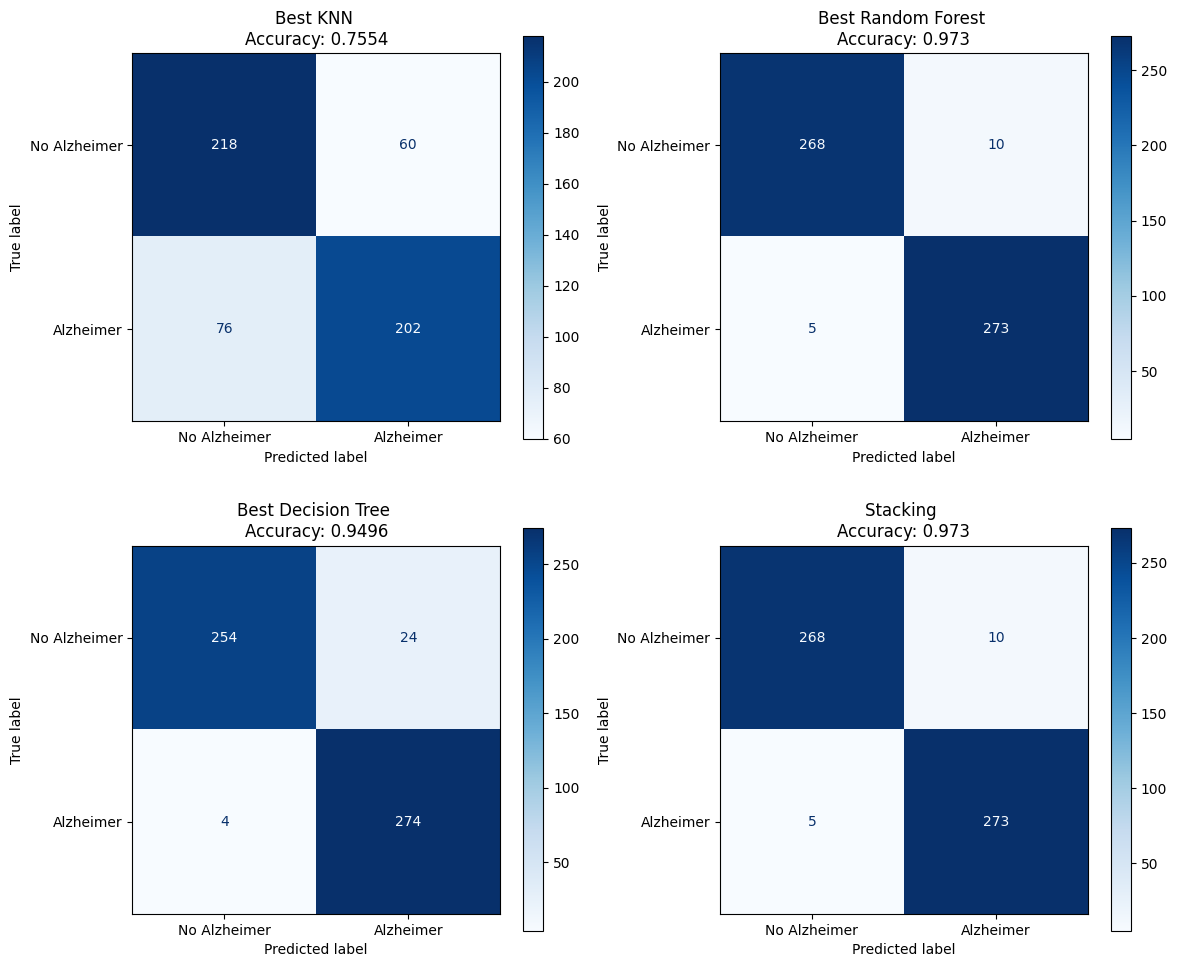 Best KNN
Accuracy: 0.7554
No Alzheimer
Alzheimer
True label
218
60
76
202
No Alzheimer
Alzheimer
Predicted label
200
180
160
140
120
100
80
60
Best Random Forest
Accuracy: 0.973
No Alzheimer
Alzheimer
True label
268
10
5
273
No Alzheimer
Alzheimer
Predicted label
250
200
150
100
50
Best Decision Tree
Accuracy: 0.9496
No Alzheimer
Alzheimer
True label
254
24
4
274
No Alzheimer
Alzheimer
Predicted label
250
200
150
100
50
Stacking
Accuracy: 0.973
No Alzheimer
Alzheimer
True label
268
10
5
273
No Alzheimer
Alzheimer
Predicted label
250
200
150
100
50